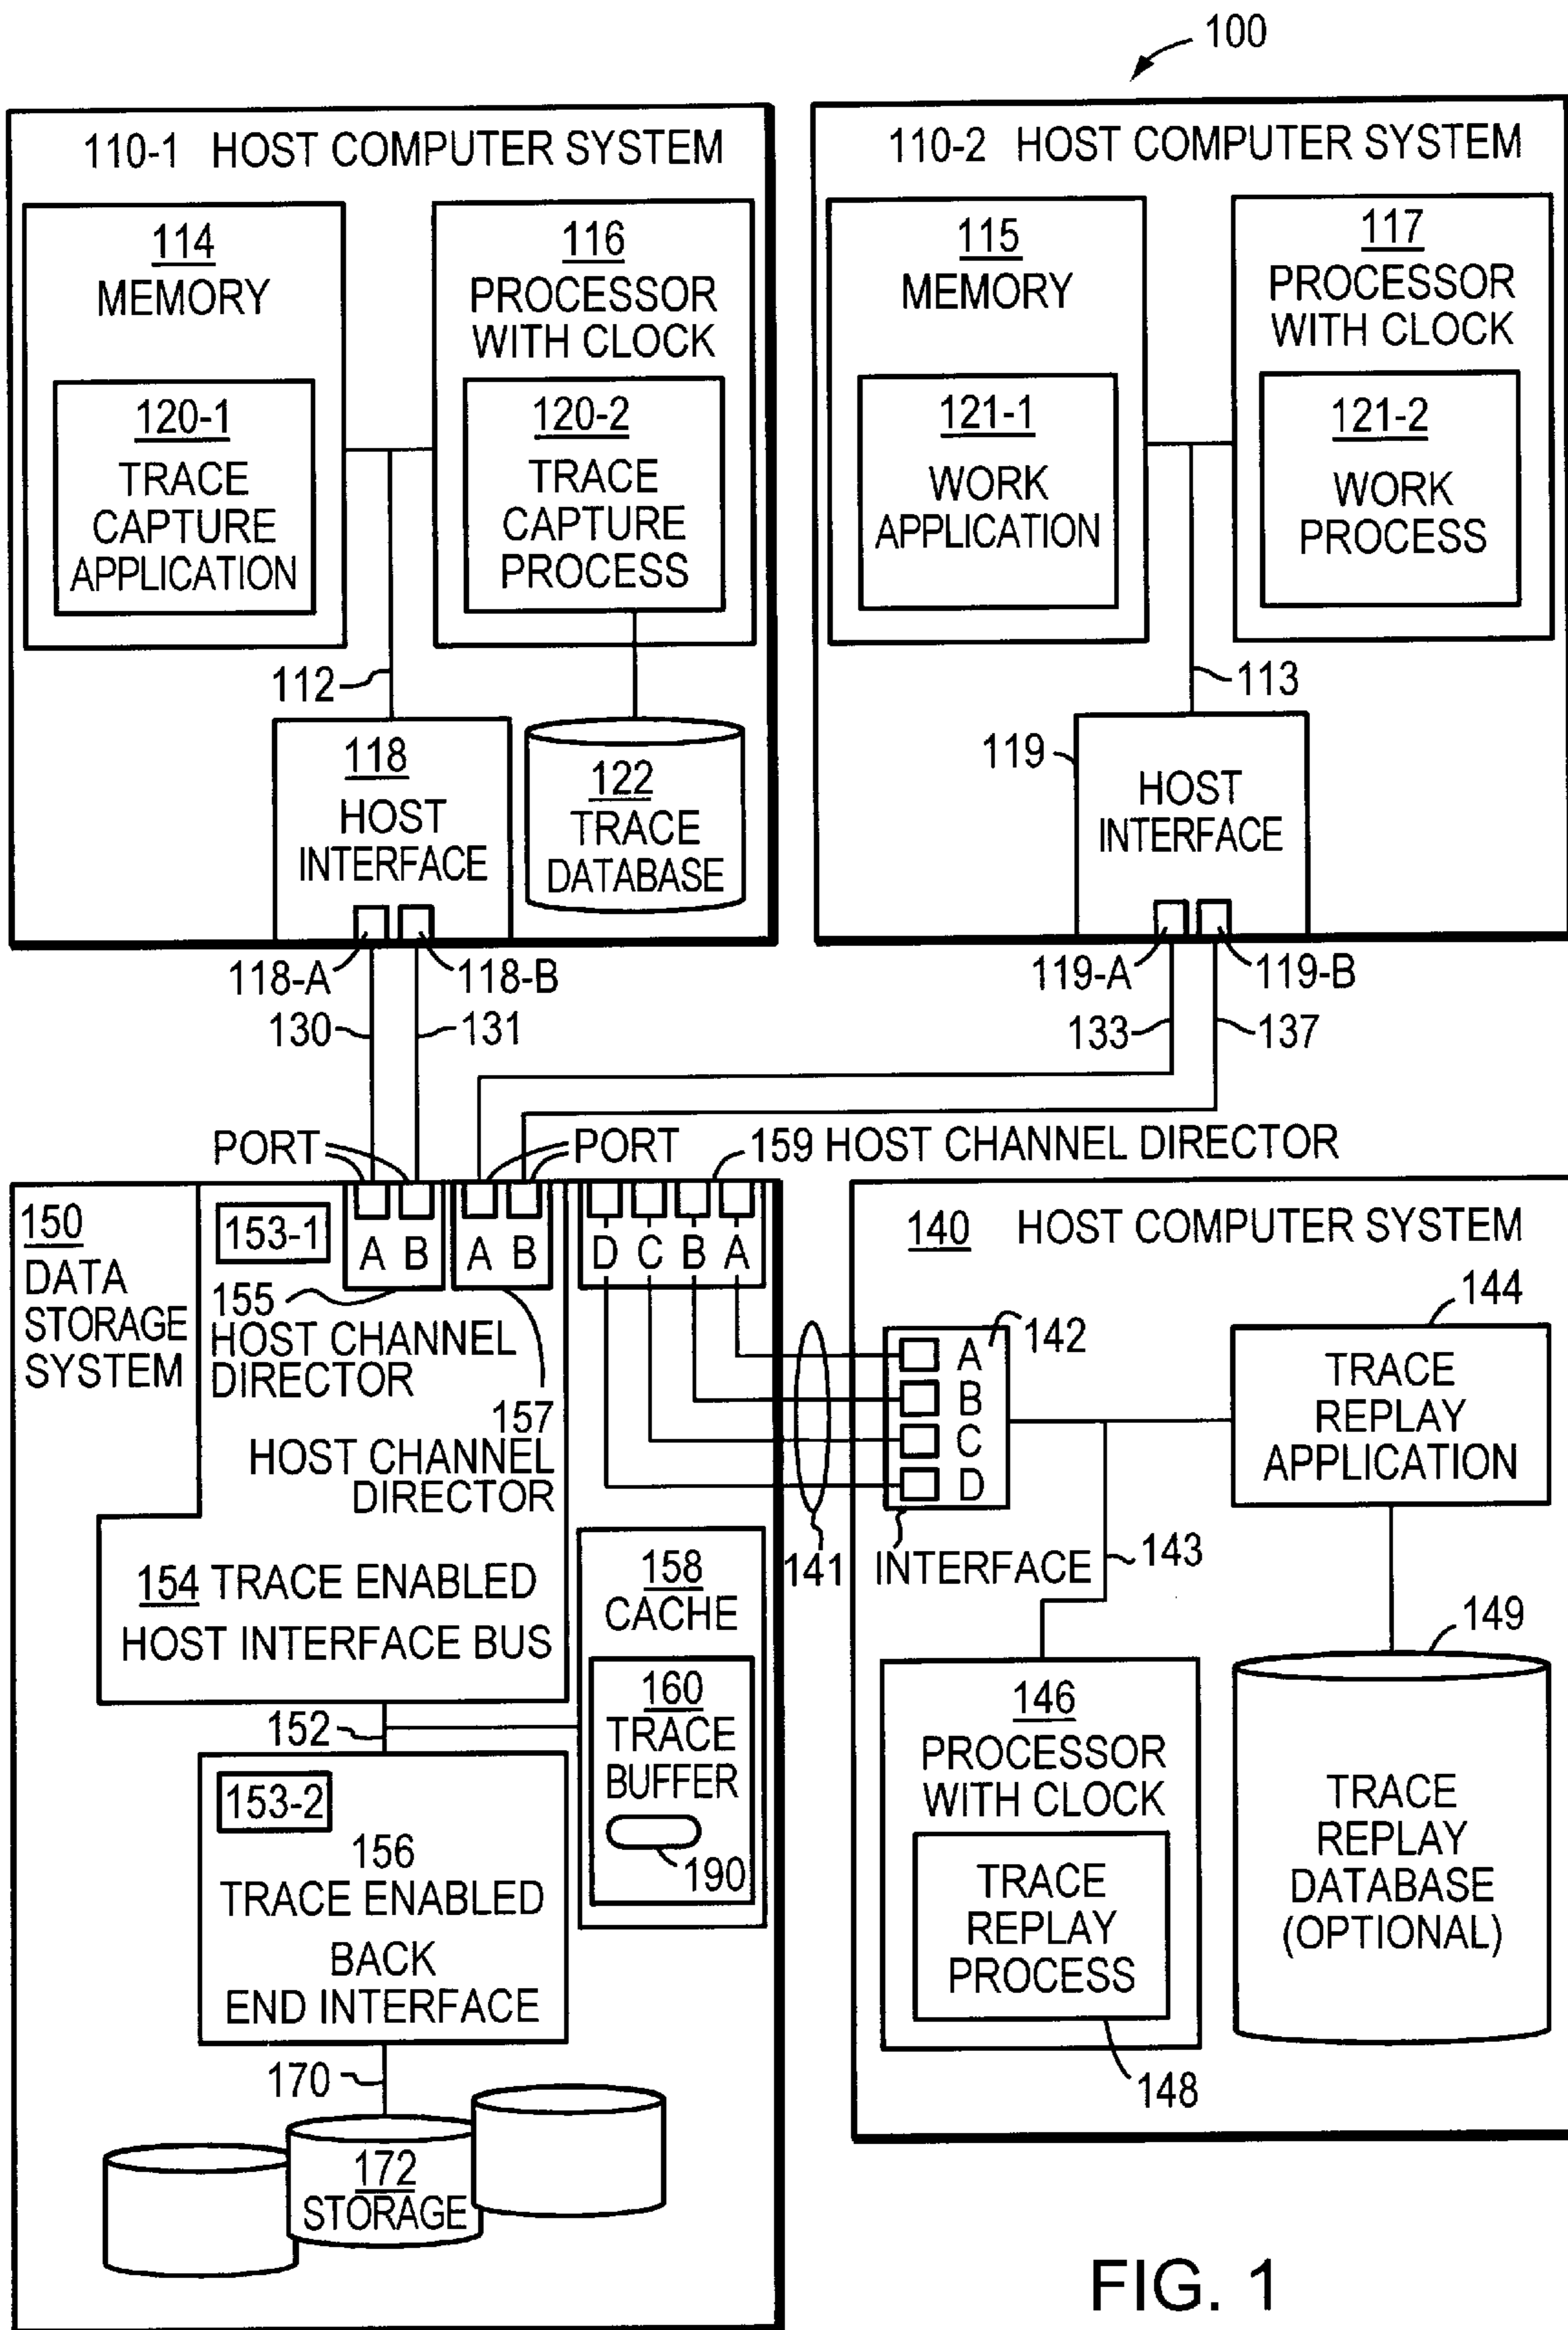 100
110-1 HOST COMPUTER SYSTEM
114
MEMORY
120-1
TRACE
CAPTURE
APPLICATION
116
PROCESSOR
WITH CLOCK
120-2
TRACE
CAPTURE
PROCESS
112
118
HOST
INTERFACE
122
TRACE
DATABASE
118-A
118-B
130
131
110-2 HOST COMPUTER SYSTEM
115
MEMORY
121-1
WORK
APPLICATION
117
PROCESSOR
WITH CLOCK
121-2
WORK
PROCESS
113
119
HOST
INTERFACE
119-A
119-B
133
137
PORT
PORT
159 HOST CHANNEL DIRECTOR
150
DATA
STORAGE
SYSTEM
153-1
A B
A B
D C B A
155
HOST CHANNEL
DIRECTOR
157
HOST CHANNEL
DIRECTOR
154 TRACE ENABLED
HOST INTERFACE BUS
152
158
CACHE
160
TRACE
BUFFER
190
153-2
156
TRACE ENABLED
BACK
END INTERFACE
170
172
STORAGE
140 HOST COMPUTER SYSTEM
142
A
B
C
D
141
INTERFACE
143
144
TRACE
REPLAY
APPLICATION
146
PROCESSOR
WITH CLOCK
TRACE
REPLAY
PROCESS
148
149
TRACE
REPLAY
DATABASE
(OPTIONAL)
FIG. 1